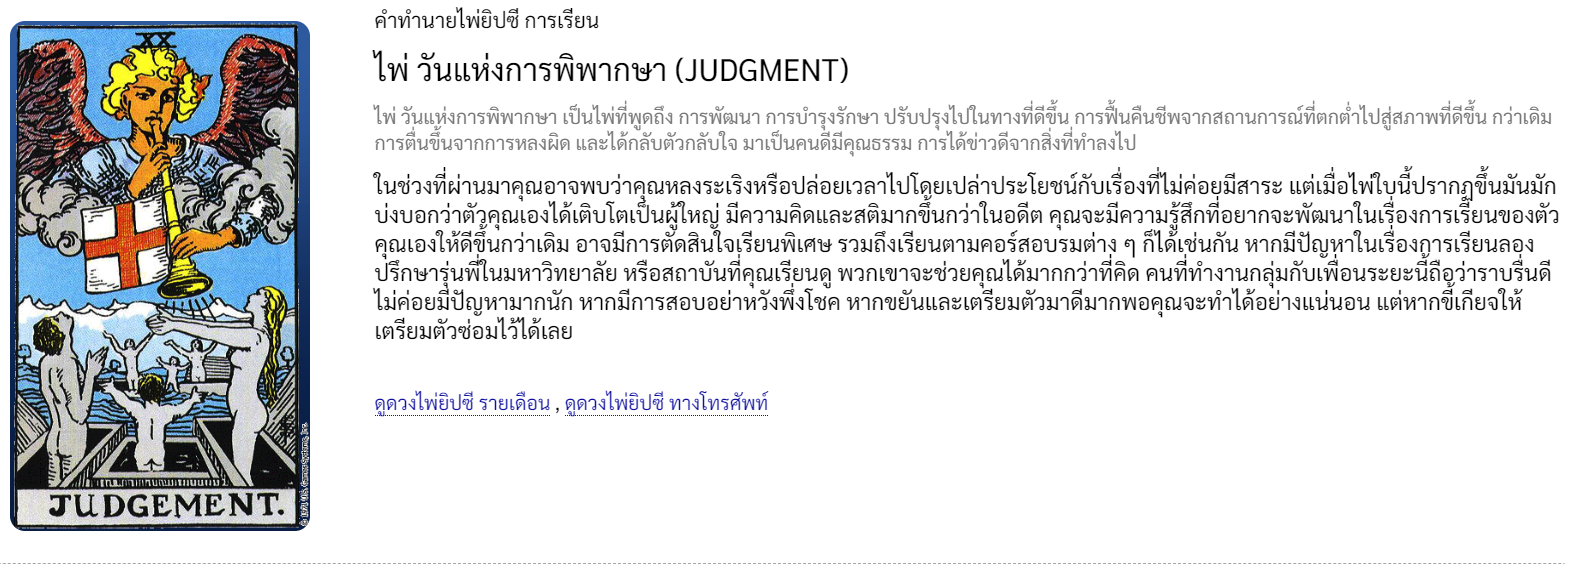 XX
JUDGEMENT.
คำทำนายไพ่ยิปซี การเรียน
ไพ่ วันแห่งการพิพากษา (JUDGMENT)
ไพ่ วันแห่งการพิพากษา เป็นไพ่ที่พูดถึง การพัฒนา การบำรุงรักษา ปรับปรุงไปในทางที่ดีขึ้น การฟื้นคืนชีพจากสถานการณ์ที่ตกต่ำไปสู่สภาพที่ดีขึ้น กว่าเดิม
การตื่นขึ้นจากการหลงผิด และได้กลับตัวกลับใจ มาเป็นคนดีมีคุณธรรม การได้ข่าวดีจากสิ่งที่ทำลงไป
ในช่วงที่ผ่านมาคุณอาจพบว่าคุณหลงระเริงหรือปล่อยเวลาไปโดยเปล่าประโยชน์กับเรื่องที่ไม่ค่อยมีสาระ แต่เมื่อไพ่ใบนี้ปรากฏขึ้นมันมัก
บ่งบอกว่าตัวคุณเองได้เติบโตเป็นผู้ใหญ่ มีความคิดและสติมากขึ้นกว่าในอดีต คุณจะมีความรู้สึกที่อยากจะพัฒนาในเรื่องการเรียนของตัว
คุณเองให้ดีขึ้นกว่าเดิม อาจมีการตัดสินใจเรียนพิเศษ รวมถึงเรียนตามคอร์สอบรมต่าง ๆ ก็ได้เช่นกัน หากมีปัญหาในเรื่องการเรียนลอง
ปรึกษารุ่นพี่ในมหาวิทยาลัย หรือสถาบันที่คุณเรียนดู พวกเขาจะช่วยคุณได้มากกว่าที่คิด คนที่ทำงานกลุ่มกับเพื่อนระยะนี้ถือว่าราบรื่นดี
ไม่ค่อยมีปัญหามากนัก หากมีการสอบอย่าหวังพึ่งโชค หากขยันและเตรียมตัวมาดีมากพอคุณจะทำได้อย่างแน่นอน แต่หากขี้เกียจให้
เตรียมตัวซ่อมไว้ได้เลย
ดูดวงไพ่ยิปซี รายเดือน , ดูดวงไพ่ยิปซี ทางโทรศัพท์